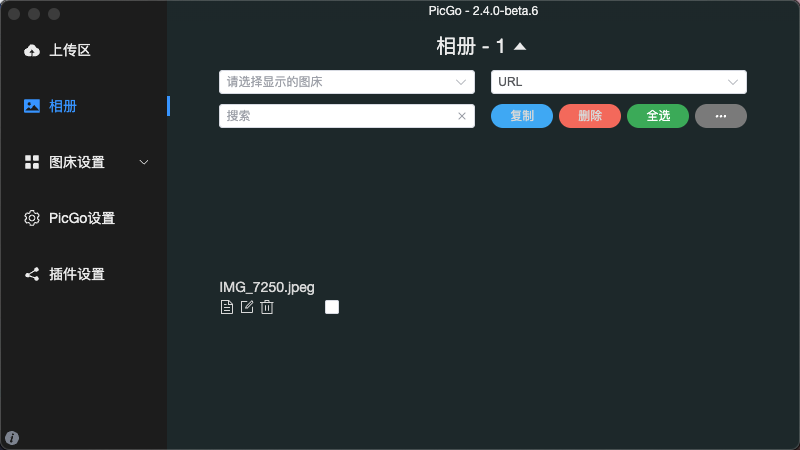 PicGo - 2.4.0-beta.6
上传区
相册
图床设置
PicGo设置
插件设置
相册 - 1
请选择显示的图床
URL
搜索
复制
删除
全选
···
IMG_7250.jpeg